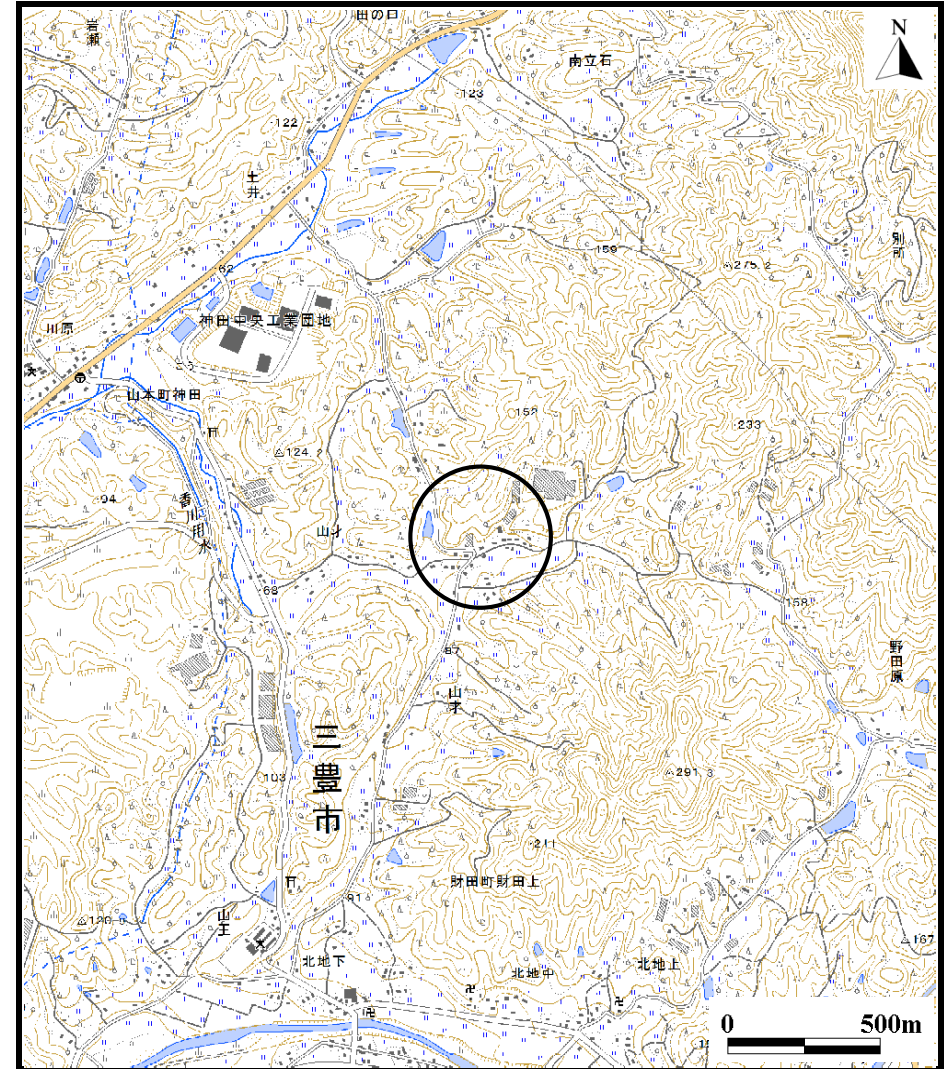 田の口
岩瀬
N
南立石
123
122
土井
別所
159
275.2
62
神田中央工業団地
川原
山本町神田
152
233
124.2
94
香川用水
山才
63
158
87
野田原
山才
三豊市
291.3
103
211
財田町財田上
91
山王
167
北地下
北地中
北地上
0 500m